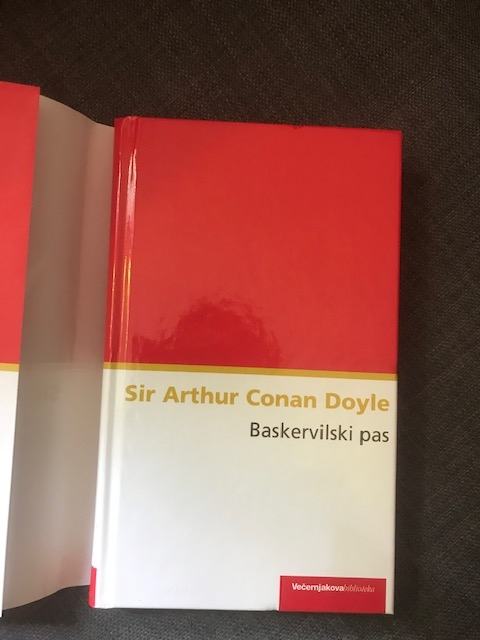 Sir Arthur Conan Doyle
Baskervilski pas
Večernjakovabiblioteka